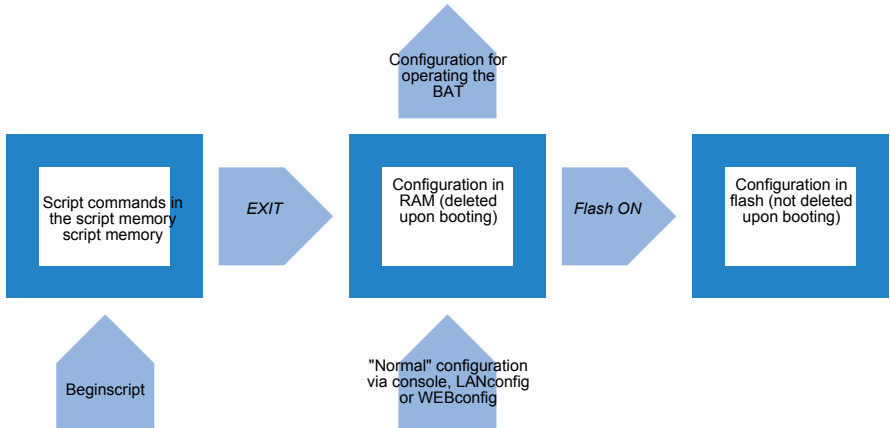 Configuration for
operating the
BAT
Script commands in
the script memory
script memory
EXIT
Configuration in
RAM (deleted
upon booting)
Flash ON
Configuration in
flash (not deleted
upon booting)
Beginscript
"Normal" configuration
via console, LANconfig
or WEBconfig